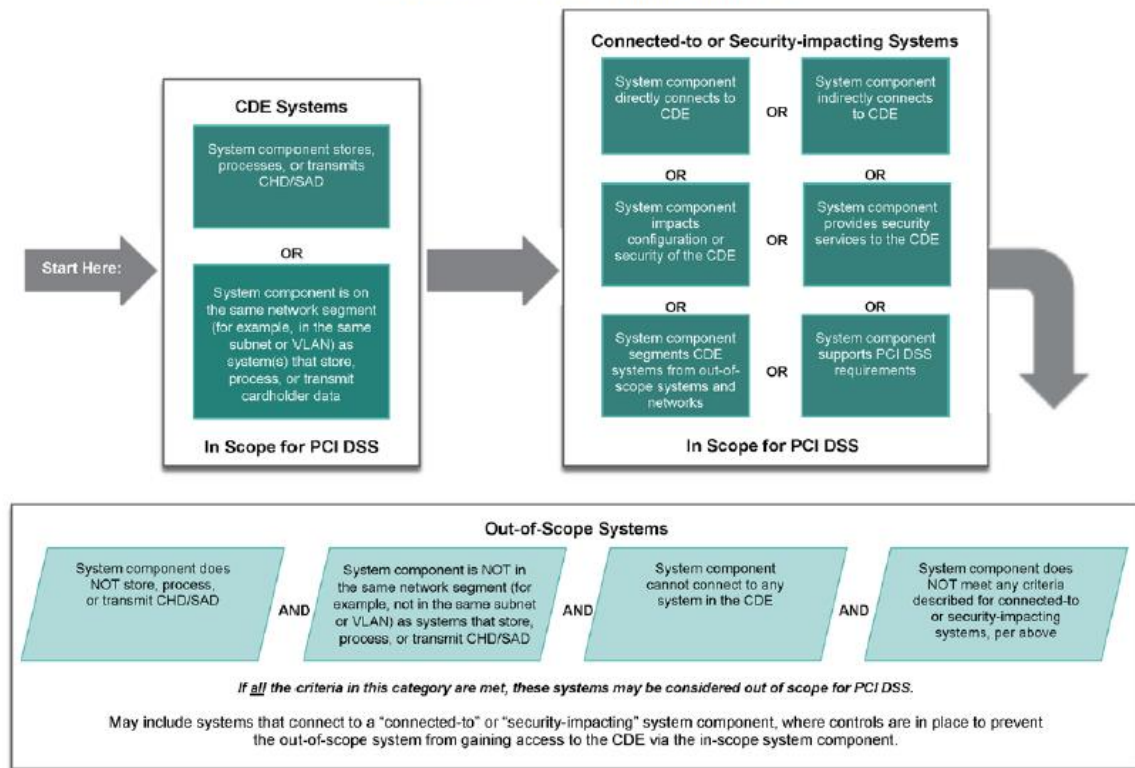 Start Here:
CDE Systems
System component stores,
processes, or transmits
CHD/SAD
OR
System component is on
the same network segment
(for example, in the same
subnet or VLAN) as
system(s) that store,
process, or transmit
cardholder data
In Scope for PCI DSS
Connected-to or Security-impacting Systems
System component
directly connects to
CDE
OR
System component
indirectly connects
to CDE
OR
OR
System component
impacts
configuration or
security of the CDE
OR
System component
provides security
services to the CDE
OR
OR
System component
segments CDE
systems from out-of-
scope systems and
networks
OR
System component
supports PCI DSS
requirements
In Scope for PCI DSS
Out-of-Scope Systems
System component does
NOT store, process,
or transmit CHD/SAD
AND
System component is NOT in
the same network segment (for
example, not in the same subnet
or VLAN) as systems that store,
process, or transmit CHD/SAD
AND
System component
cannot connect to any
system in the CDE
AND
System component does
NOT meet any criteria
described for connected-to
or security-impacting
systems, per above
If all the criteria in this category are met, these systems may be considered out of scope for PCI DSS.
May include systems that connect to a “connected-to” or “security-impacting” system component, where controls are in place to prevent
the out-of-scope system from gaining access to the CDE via the in-scope system component.